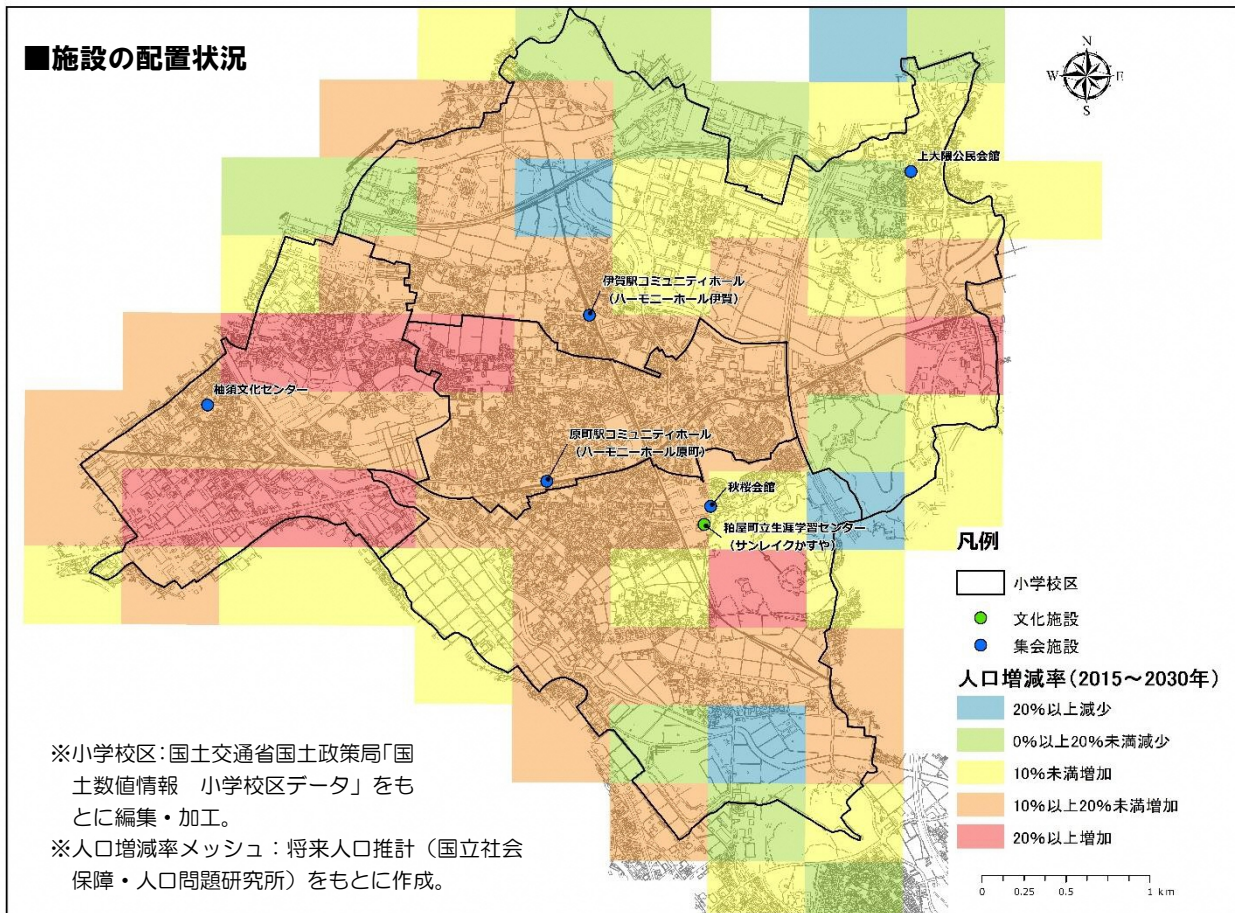 ■施設の配置状況
N
W E
S
上大隈公民会館
伊賀駅コミュニティホール
(ハーモニーホール伊賀)
柚須文化センター
原町駅コミュニティホール
(ハーモニーホール原町)
秋桜会館
粕屋町立生涯学習センター
(サンレイクかすや)
凡例
小学校区
文化施設
集会施設
人口増減率(2015～2030年)
20%以上減少
0%以上20%未満減少
10%未満増加
10%以上20%未満増加
20%以上増加
0 0.25 0.5 1 km
※小学校区:国土交通省国土政策局「国
土数値情報 小学校区データ」をも
とに編集・加工。
※人口増減率メッシュ：将来人口推計（国立社会
保障・人口問題研究所）をもとに作成。